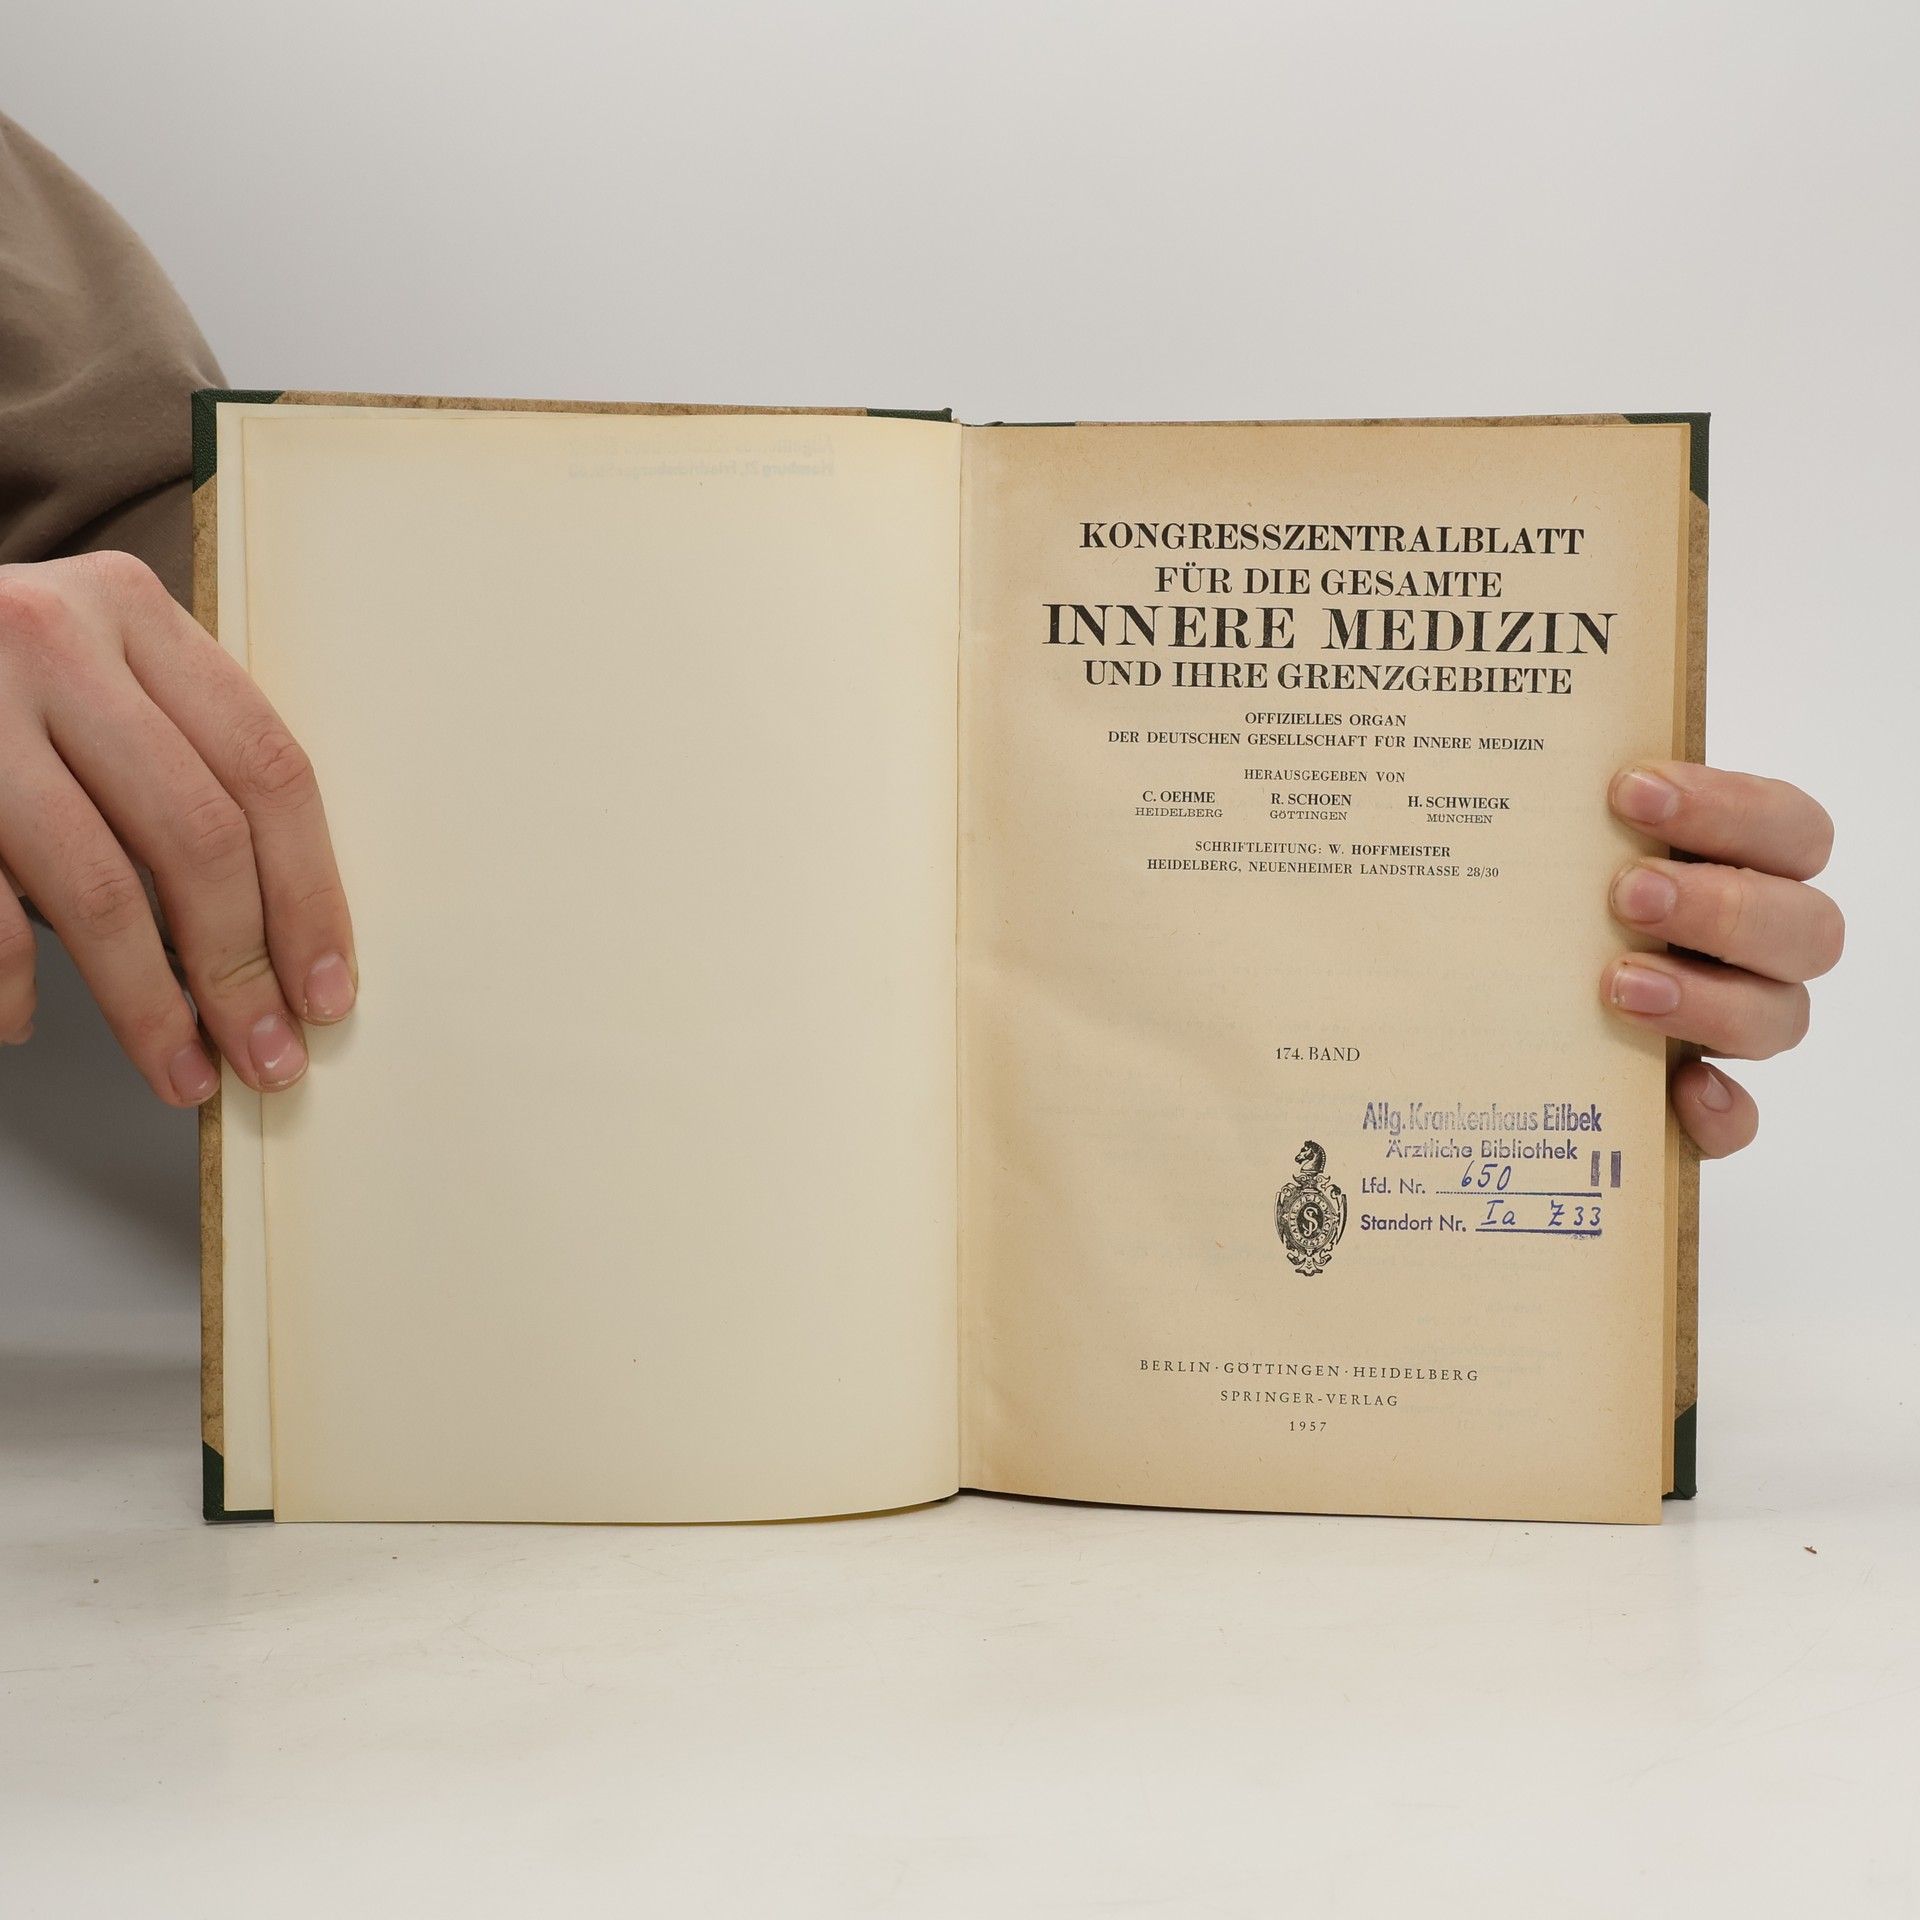 KONGRESSZENTRALBLATT
FÜR DIE GESAMTE
INNERE MEDIZIN
UND IHRE GRENZGEBIETE
OFFIZIELLES ORGAN
DER DEUTSCHEN GESELLSCHAFT FÜR INNERE MEDIZIN
HERAUSGEGEBEN VON
C. OEHME R. SCHOEN H. SCHWIEGK
HEIDELBERG GÖTTINGEN MÜNCHEN
SCHRIFTLEITUNG: W. HOFFMEISTER
HEIDELBERG, NEUENHEIMER LANDSTRASSE 28/30
174. BAND
Allg. Krankenhaus Eilbek
Ärztliche Bibliothek II
Lfd. Nr. 650
Standort Nr. Ia Z 33
BERLIN · GÖTTINGEN · HEIDELBERG
SPRINGER-VERLAG
1957